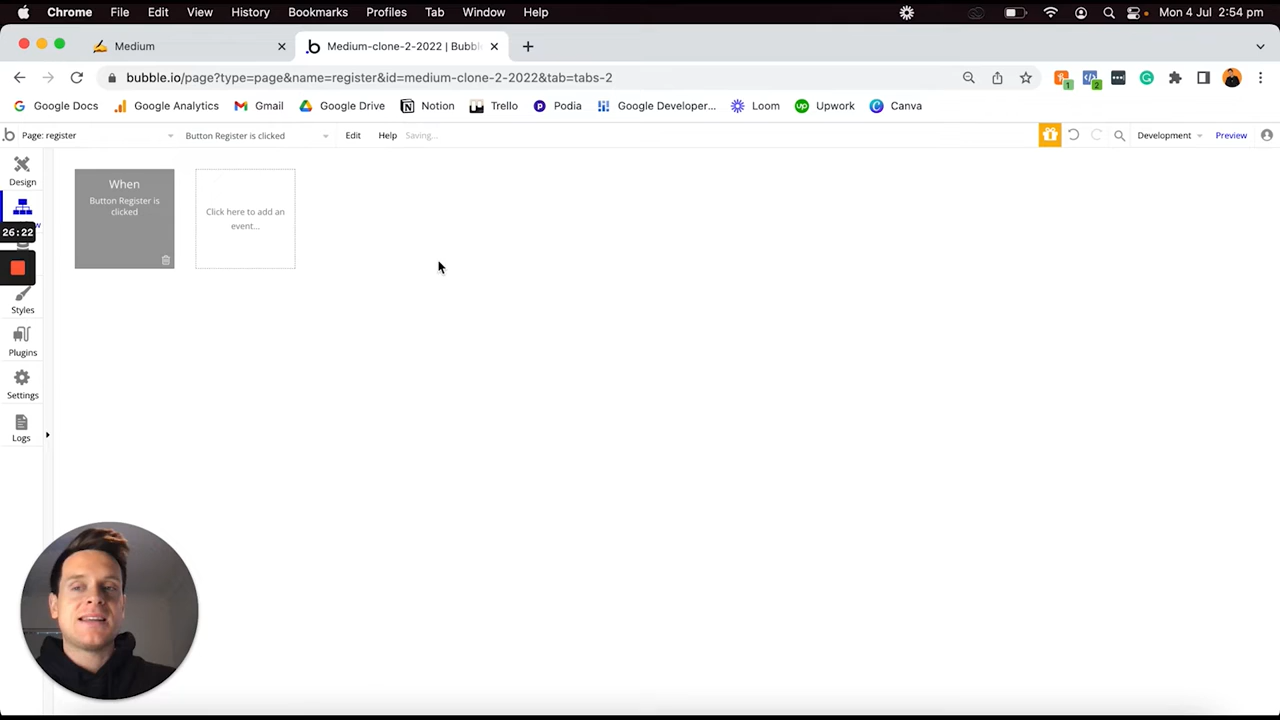 Chrome File Edit View History Bookmarks Profiles Tab Window Help Mon 4 Jul 2:54 pm
Medium Medium-clone-2-2022 | Bubbl
bubble.io/page?type=page&name=register&id=medium-clone-2-2022&tab=tabs-2
1 2
Google Docs Google Analytics Gmail Google Drive Notion Trello Podia Google Developer... Loom Upwork Canva
Page: register Button Register is clicked Edit Help Saving... Development Preview
Design
26:22
Styles
Plugins
Settings
Logs
When
Button Register is
clicked
Click here to add an
event...